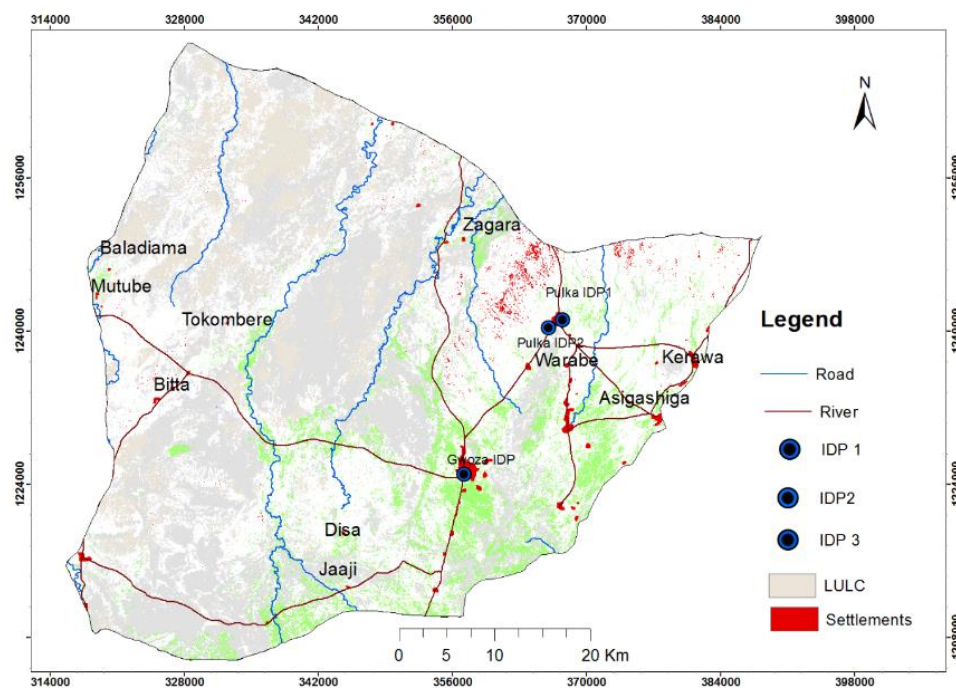 314000 328000 342000 356000 370000 384000 398000
N
1256000 1256000
Zagara
Baladiama
Mutube
Pulka IDP1
Tokombere
1240000 1240000
Pulka IDP2
Legend
Warabe
Kerawa
Road
Bitta
Asigashiga
River
IDP 1
Gwoza IDP
1224000 1224000
IDP2
Disa
IDP 3
Jaaji
LULC
Settlements
1208000
0 5 10 20 Km
314000 328000 342000 356000 370000 384000 398000